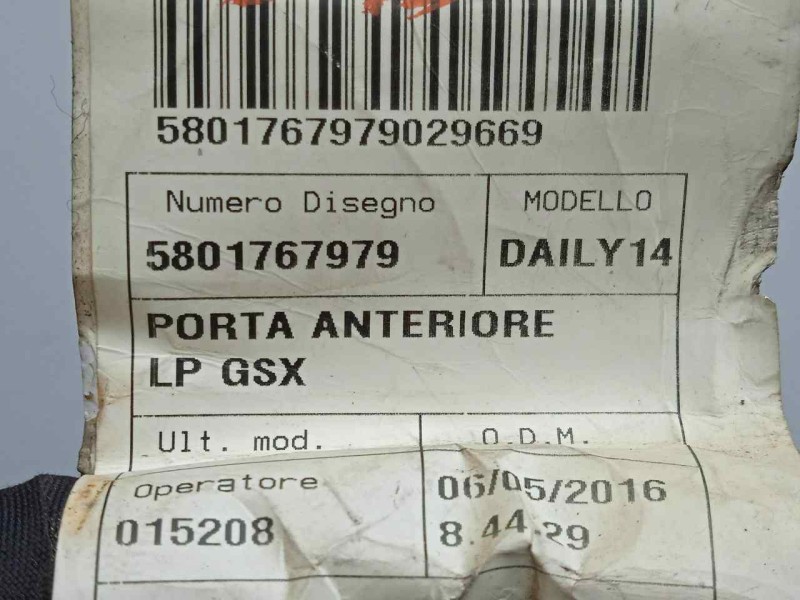 5801767979029669
Numero Disegno
MODELLO
5801767979
DAILY14
PORTA ANTERIORE
LP GSX
Ult. mod.
O.D.M.
Operatore
06/05/2016
015208
8.44.29